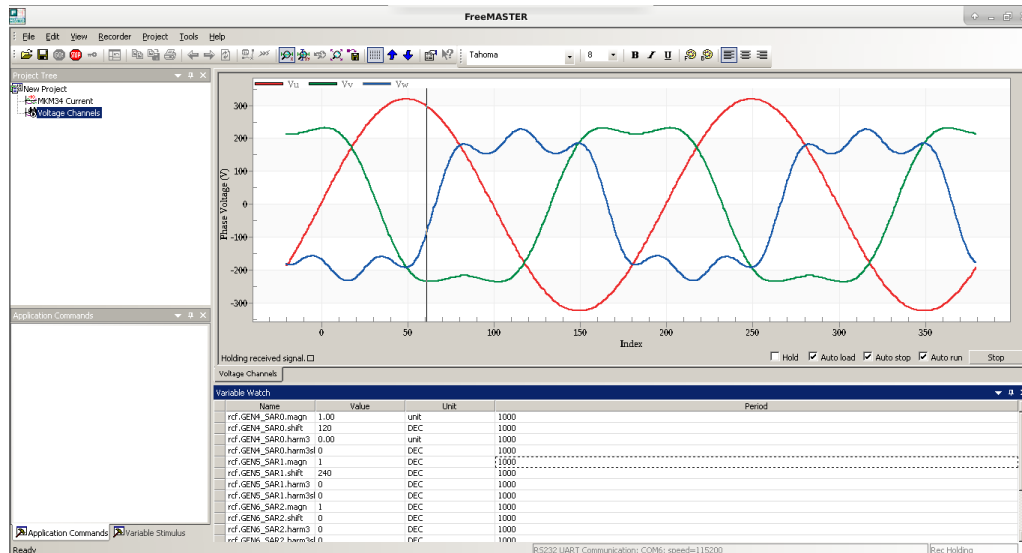 FreeMASTER
File Edit View Recorder Project Tools Help
Tahoma 8 B I U
Project Tree
New Project
MKM34 Current
Voltage Channels
Vu Vv Vw
300
200
100
0
-100
-200
-300
Phase Voltage (V)
0 50 100 150 200 250 300 350
Index
Holding received signal.
Hold Auto load Auto stop Auto run Stop
Voltage Channels
Application Commands
Variable Watch
Name Value Unit Period
rcf.GEN4_SAR0.magn 1.00 unit 1000
rcf.GEN4_SAR0.shift 120 DEC 1000
rcf.GEN4_SAR0.harm3 0.00 unit 1000
rcf.GEN4_SAR0.harm3sl 0 DEC 1000
rcf.GEN5_SAR1.magn 1 DEC 1000
rcf.GEN5_SAR1.shift 240 DEC 1000
rcf.GEN5_SAR1.harm3 0 DEC 1000
rcf.GEN5_SAR1.harm3sl 0 DEC 1000
rcf.GEN6_SAR2.magn 1 DEC 1000
rcf.GEN6_SAR2.shift 0 DEC 1000
rcf.GEN6_SAR2.harm3 0 DEC 1000
rcf.GEN6_SAR2.harm3sl 0 DEC 1000
Application Commands Variable Stimulus
Ready RS232 UART Communication; COM6; speed=115200 Rec Holding